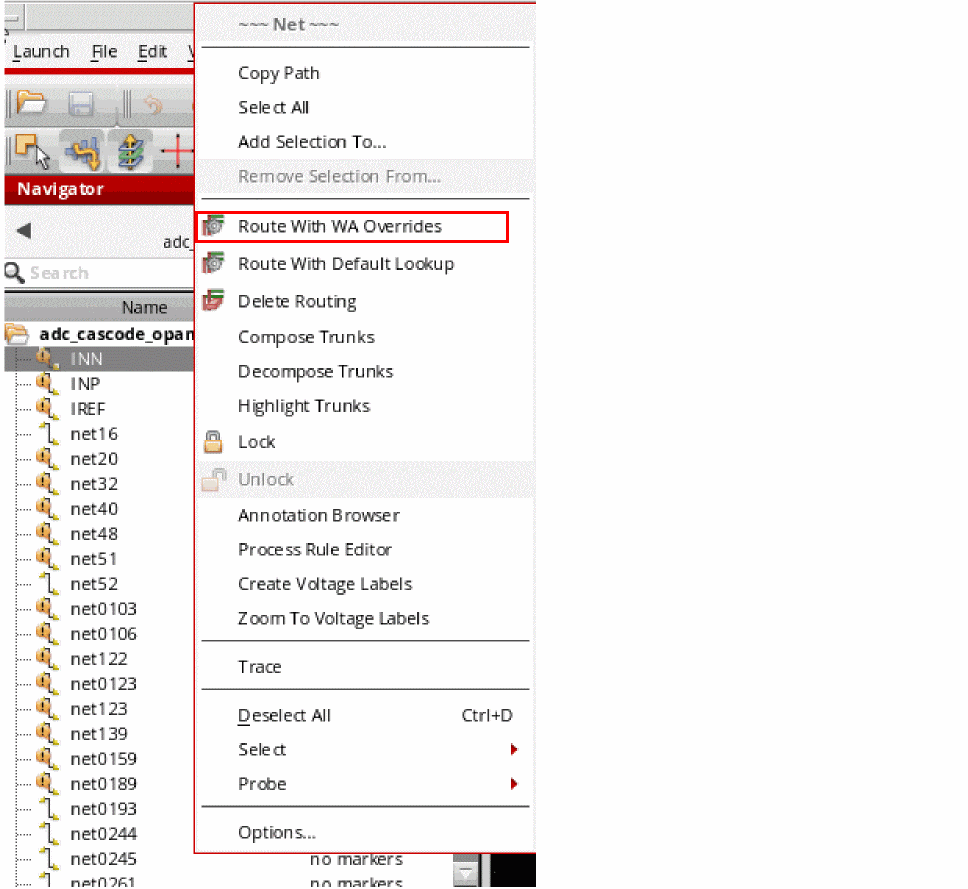 ~~~ Net ~~~
Launch File Edit
Copy Path
Select All
Add Selection To...
Remove Selection From...
Navigator
Route With WA Overrides
adc_
Route With Default Lookup
Search
Delete Routing
Name
Compose Trunks
adc_cascode_opam
Decompose Trunks
INN
INP
Highlight Trunks
IREF
net16
Lock
net20
Unlock
net32
net40
Annotation Browser
net48
Process Rule Editor
net51
net52
Create Voltage Labels
net0103
Zoom To Voltage Labels
net0106
net122
Trace
net0123
net123
Deselect All Ctrl+D
net139
Select
net0159
net0189
Probe
net0193
net0244
Options...
net0245 no markers
net0261 no markers